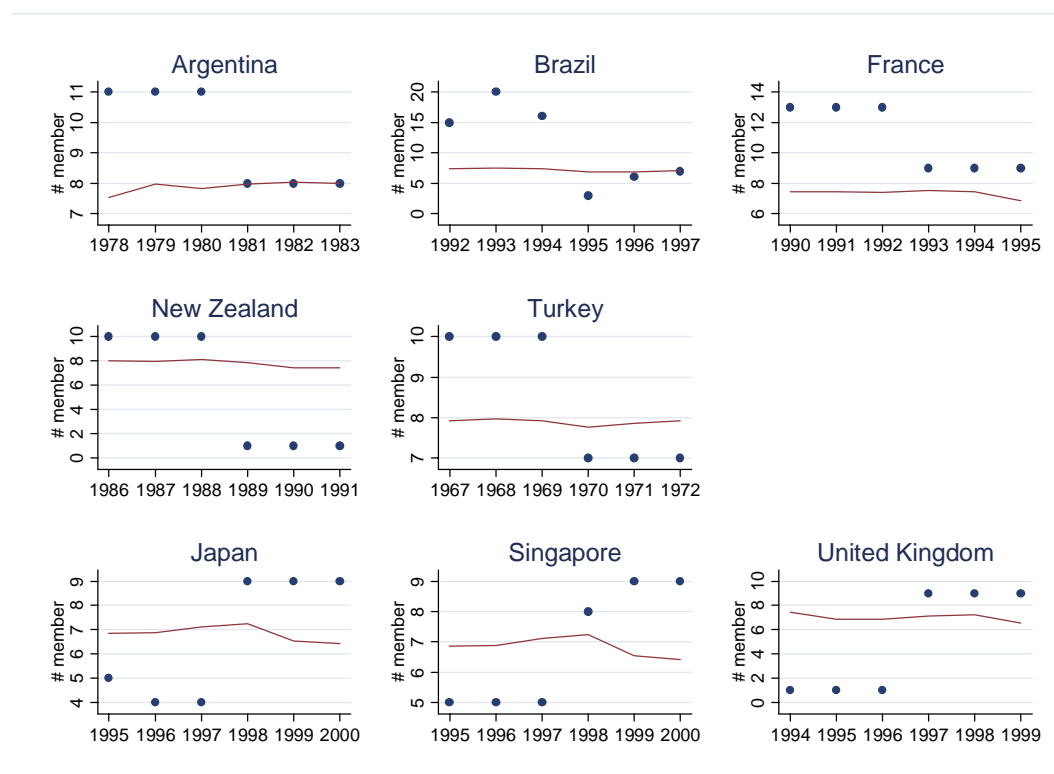 Argentina
# member
7 8 9 10 11
1978 1979 1980 1981 1982 1983
Brazil
# member
0 5 10 15 20
1992 1993 1994 1995 1996 1997
France
# member
6 8 10 12 14
1990 1991 1992 1993 1994 1995
New Zealand
# member
0 2 4 6 8 10
1986 1987 1988 1989 1990 1991
Turkey
# member
7 8 9 10
1967 1968 1969 1970 1971 1972
Japan
# member
4 5 6 7 8 9
1995 1996 1997 1998 1999 2000
Singapore
# member
5 6 7 8 9
1995 1996 1997 1998 1999 2000
United Kingdom
# member
0 2 4 6 8 10
1994 1995 1996 1997 1998 1999